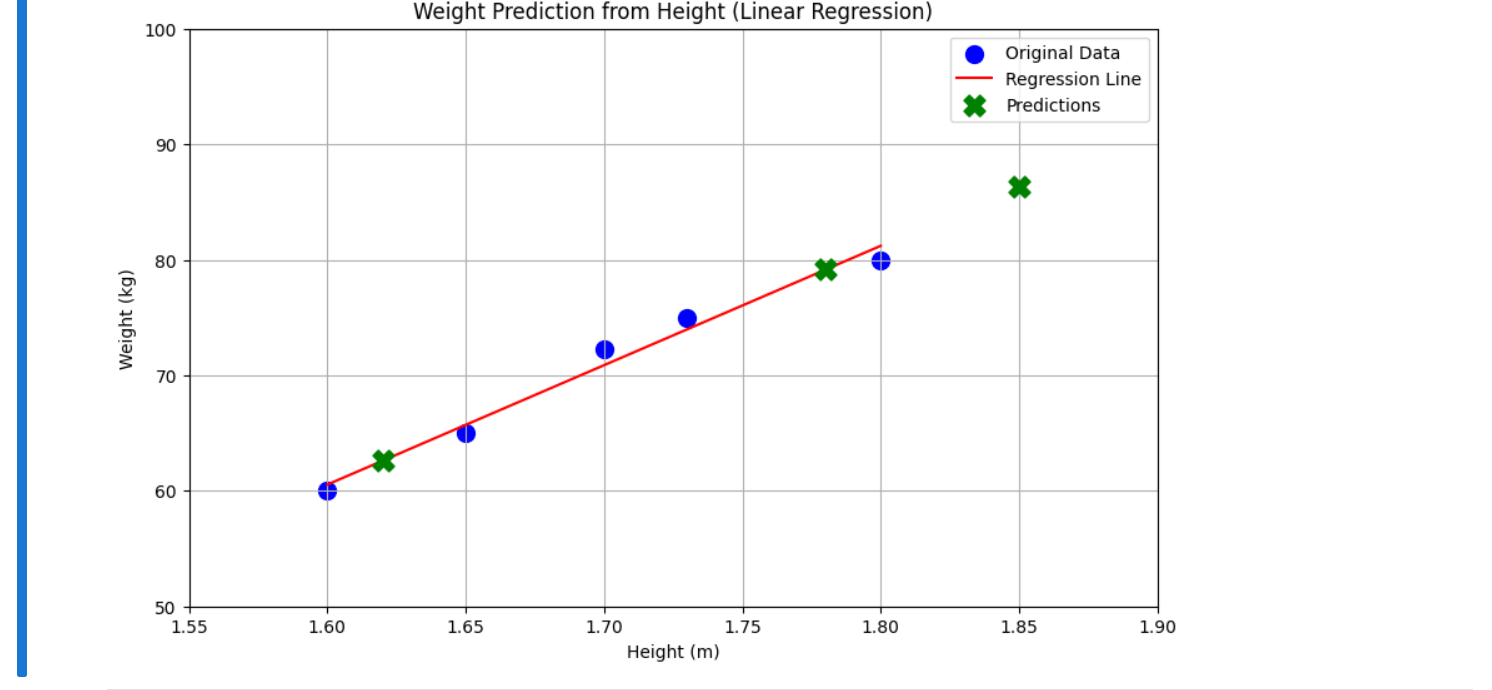 Weight Prediction from Height (Linear Regression)
100
90
80
70
60
50
Weight (kg)
Original Data
Regression Line
Predictions
1.55 1.60 1.65 1.70 1.75 1.80 1.85 1.90
Height (m)